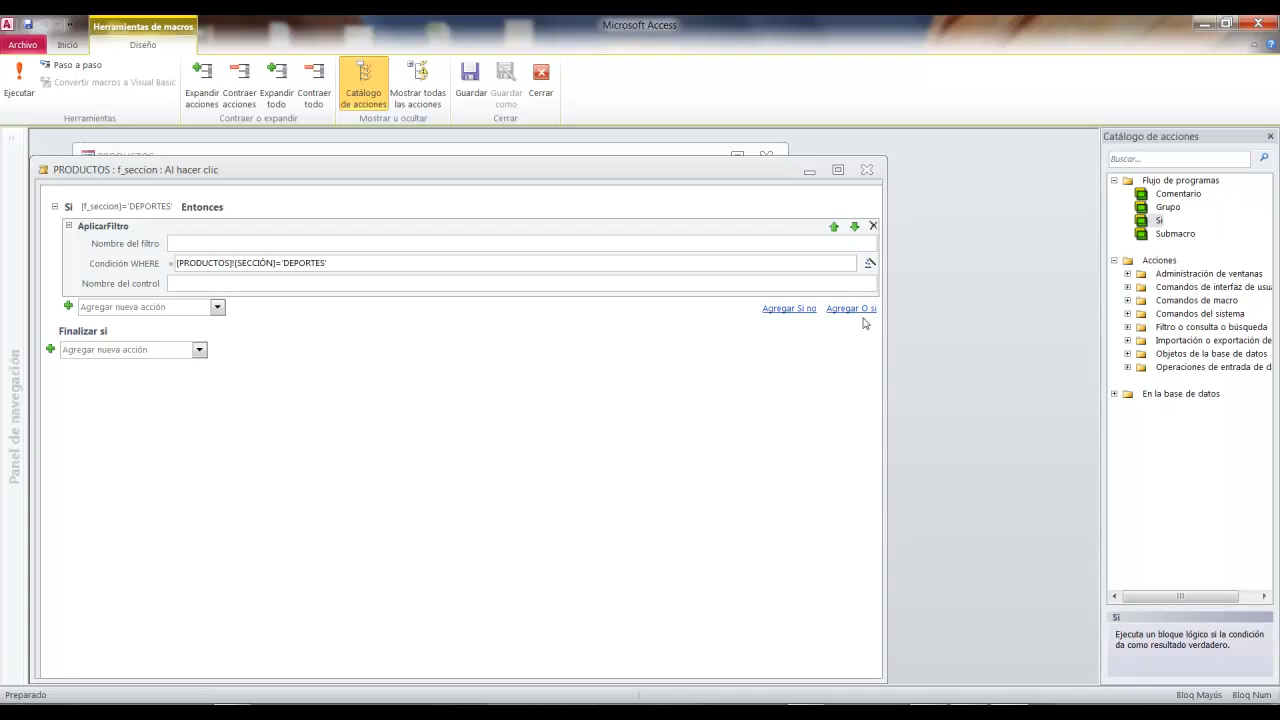 Microsoft Access
Herramientas de macros
Archivo
Inicio
Diseño
Ejecutar
Paso a paso
Convertir macros a Visual Basic
Herramientas
Expandir acciones
Contraer acciones
Expandir todo
Contraer todo
Contraer o expandir
Catálogo de acciones
Mostrar todas las acciones
Mostrar u ocultar
Guardar
Guardar como
Cerrar
Cerrar
Panel de navegación
PRODUCTOS
PRODUCTOS : f_seccion : Al hacer clic
Si [f_seccion]='DEPORTES' Entonces
AplicarFiltro
Nombre del filtro
Condición WHERE = [PRODUCTOS]![SECCIÓN]='DEPORTES'
Nombre del control
Agregar nueva acción
Agregar Si no
Agregar O si
Finalizar si
Agregar nueva acción
Catálogo de acciones
Buscar...
Flujo de programas
Comentario
Grupo
Si
Submacro
Acciones
Administración de ventanas
Comandos de interfaz de usua
Comandos de macro
Comandos del sistema
Filtro o consulta o búsqueda
Importación o exportación de
Objetos de la base de datos
Operaciones de entrada de d
En la base de datos
Si
Ejecuta un bloque lógico si la condición
da como resultado verdadero.
Preparado
Bloq Mayús
Bloq Num